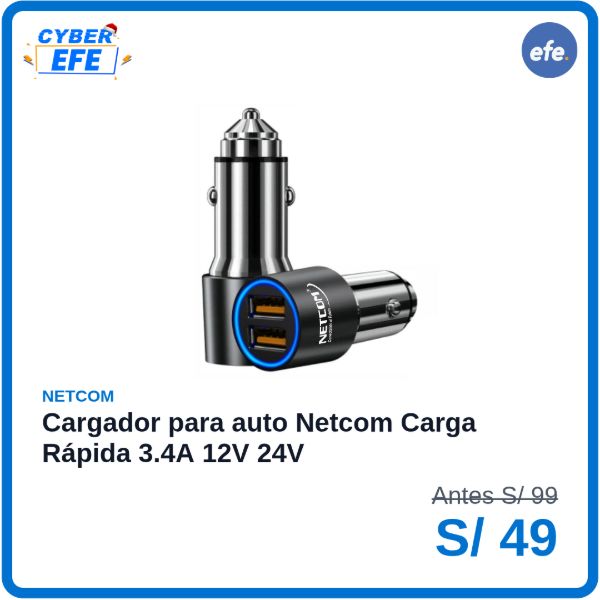 CYBER
EFE
efe.
NETCOM
NETCOM
Cargador para auto Netcom Carga
Rápida 3.4A 12V 24V
Antes S/ 99
S/ 49